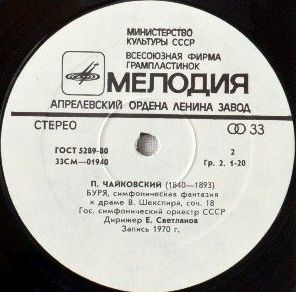 МИНИСТЕРСТВО
КУЛЬТУРЫ СССР
ВСЕСОЮЗНАЯ ФИРМА
ГРАМПЛАСТИНОК
МЕЛОДИЯ
АПРЕЛЕВСКИЙ ОРДЕНА ЛЕНИНА ЗАВОД
СТЕРЕО 33
ГОСТ 5289-80 2
33СМ—01940 Гр. 2. 1-20
П. ЧАЙКОВСКИЙ (1840—1893)
БУРЯ, симфоническая фантазия
к драме В. Шекспира, соч. 18
Гос. симфонический оркестр СССР
Дирижер Е. Светланов
Запись 1970 г.